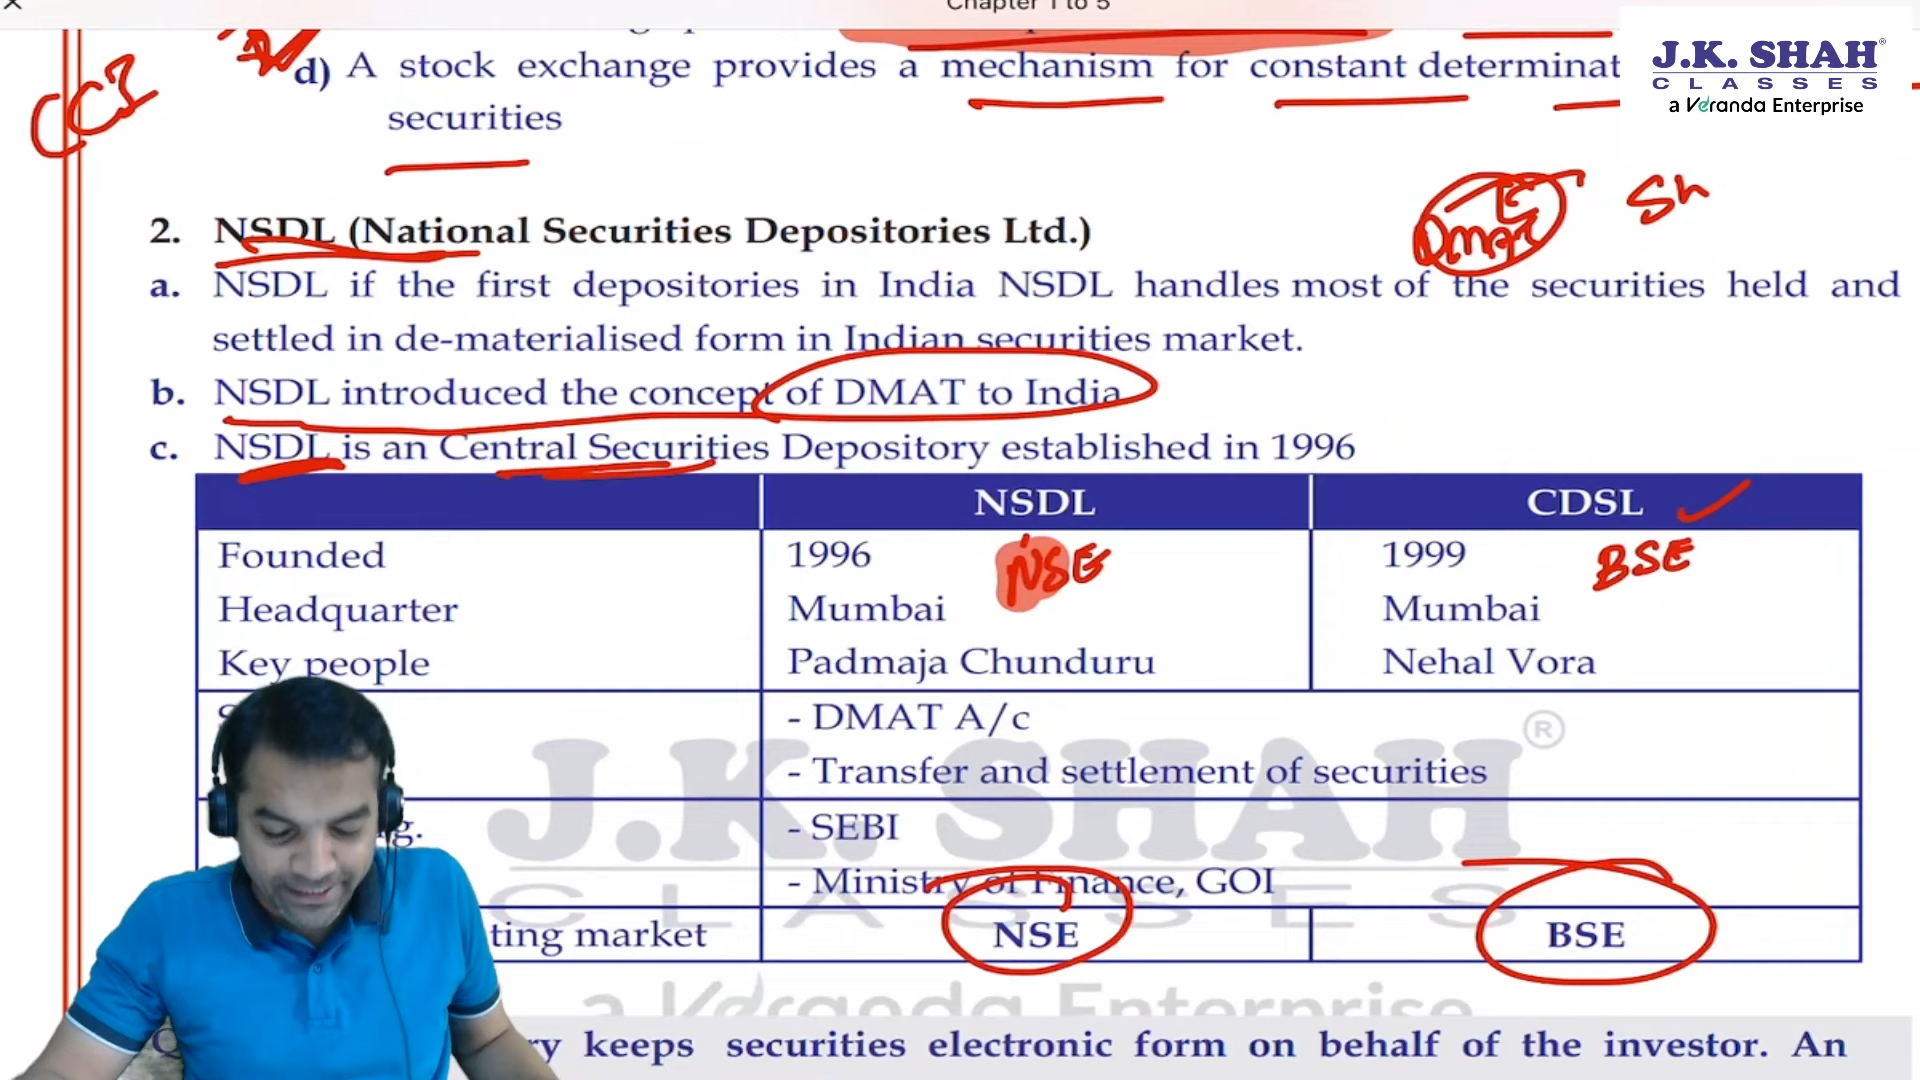 Chapter 1 to 5
J.K. SHAH®
CLASSES
a Veranda Enterprise
CCI
d) A stock exchange provides a mechanism for constant determinat
securities
DMAT
Sh
2. NSDL (National Securities Depositories Ltd.)
a. NSDL if the first depositories in India NSDL handles most of the securities held and
settled in de-materialised form in Indian securities market.
b. NSDL introduced the concept of DMAT to India
c. NSDL is an Central Securities Depository established in 1996
NSDL CDSL
Founded 1996 NSE 1999 BSE
Headquarter Mumbai Mumbai
Key people Padmaja Chunduru Nehal Vora
- DMAT A/c
- Transfer and settlement of securities
g. - SEBI
- Ministry of Finance, GOI
ting market NSE BSE
J.K. SHAH®
CLASSES
a Veranda Enterprise
ry keeps securities electronic form on behalf of the investor. An